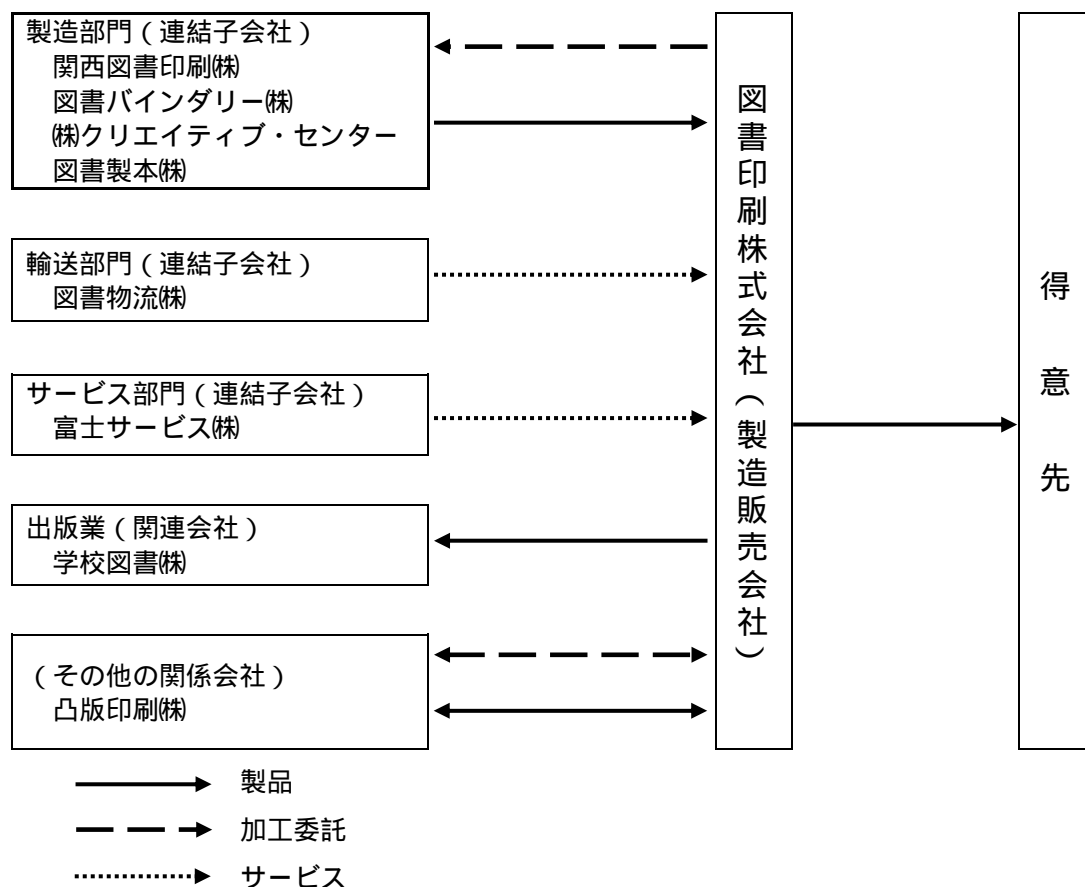 製造部門(連結子会社)
関西図書印刷㈱
図書バインダリー㈱
㈱クリエイティブ・センター
図書製本㈱
輸送部門(連結子会社)
図書物流㈱
サービス部門(連結子会社)
富士サービス㈱
出版業(関連会社)
学校図書㈱
(その他の関係会社)
凸版印刷㈱
図書印刷株式会社(製造販売会社)
得意先
製品
加工委託
サービス